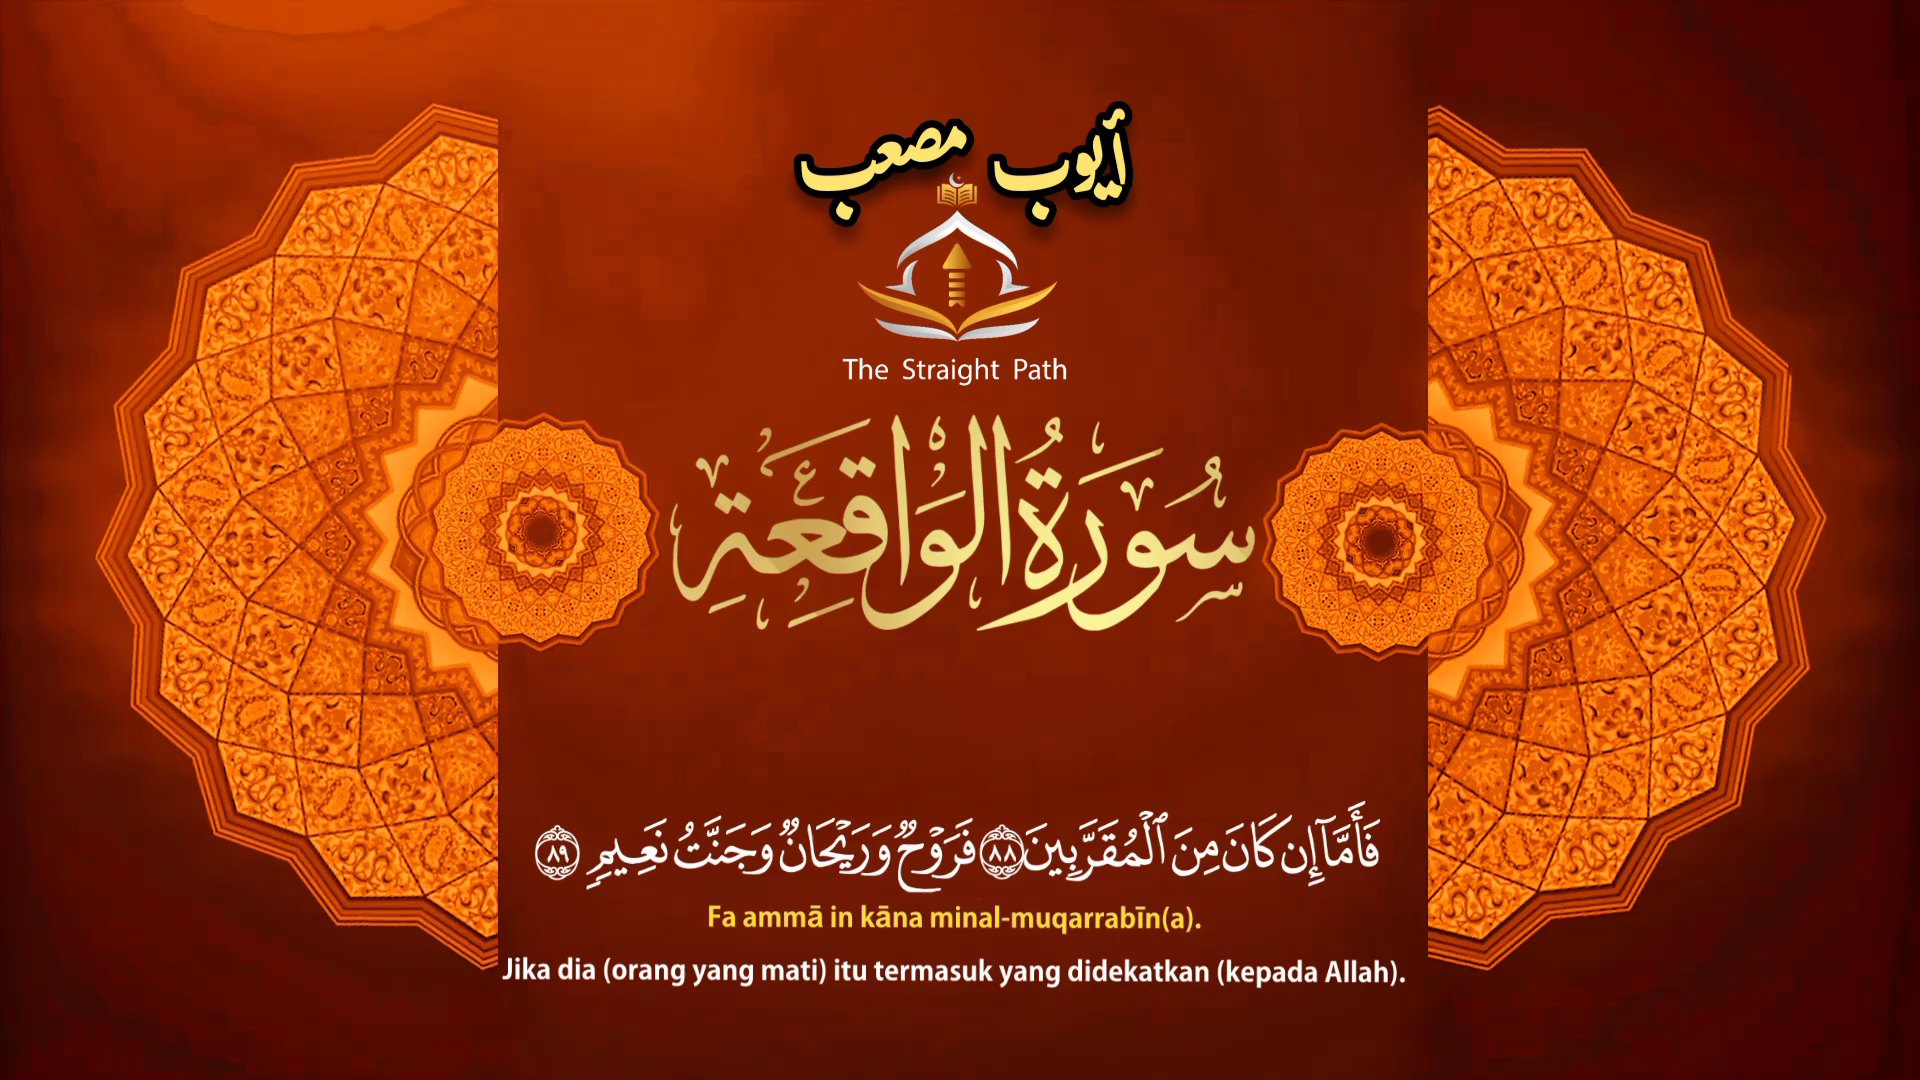 أيوب مصعب
The Straight Path
سُورَةُ الْوَاقِعَةِ
فَأَمَّآ إِن كَانَ مِنَ ٱلْمُقَرَّبِينَ ٨٨ فَرَوْحٌ وَرَيْحَانٌ وَجَنَّتُ نَعِيمٍ ٨٩
Fa ammā in kāna minal-muqarrabīn(a).
Jika dia (orang yang mati) itu termasuk yang didekatkan (kepada Allah).